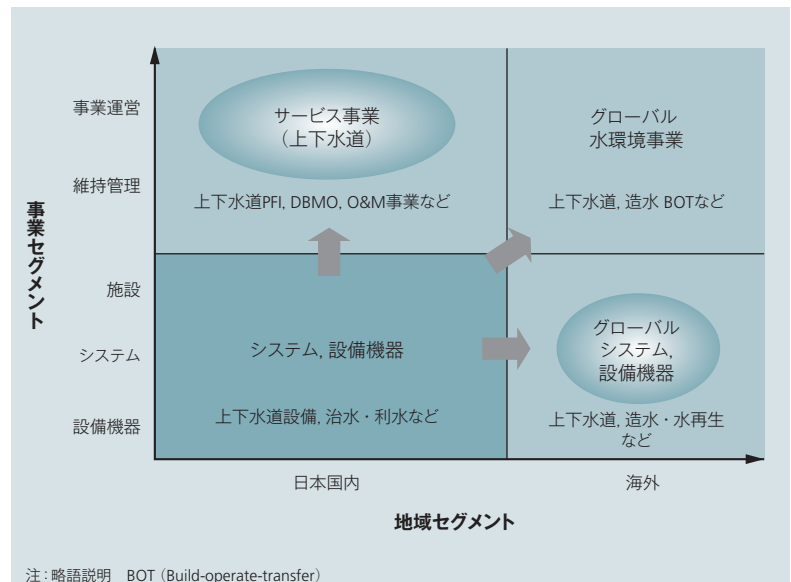 事業セグメント
事業運営
維持管理
施設
システム
設備機器
サービス事業
（上下水道）
上下水道PFI, DBMO, O&M事業など
グローバル
水環境事業
上下水道, 造水 BOTなど
システム, 設備機器
上下水道設備, 治水・利水など
グローバル
システム,
設備機器
上下水道, 造水・水再生
など
日本国内
海外
地域セグメント
注：略語説明　BOT（Build-operate-transfer）